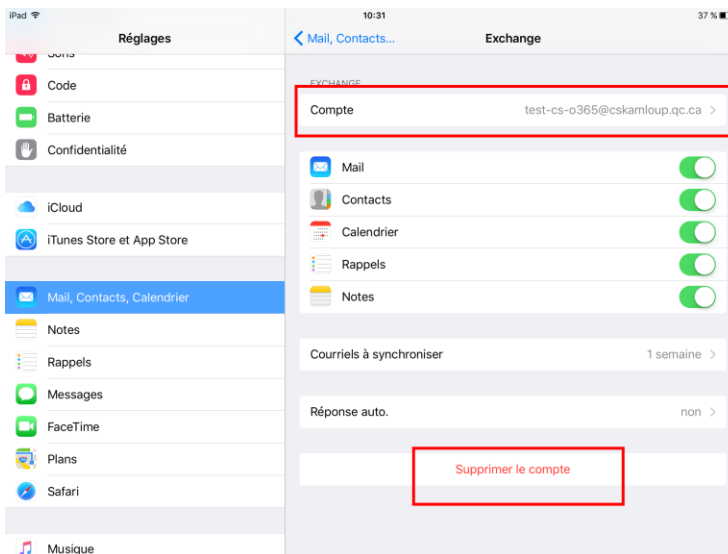 iPad 10:31 37 %
Réglages
Mail, Contacts... Exchange
Sons
Code
Batterie
Confidentialité
iCloud
iTunes Store et App Store
Mail, Contacts, Calendrier
Notes
Rappels
Messages
FaceTime
Plans
Safari
Musique
EXCHANGE
Compte test-cs-o365@cskamloup.qc.ca
Mail
Contacts
Calendrier
Rappels
Notes
Courriels à synchroniser 1 semaine
Réponse auto. non
Supprimer le compte